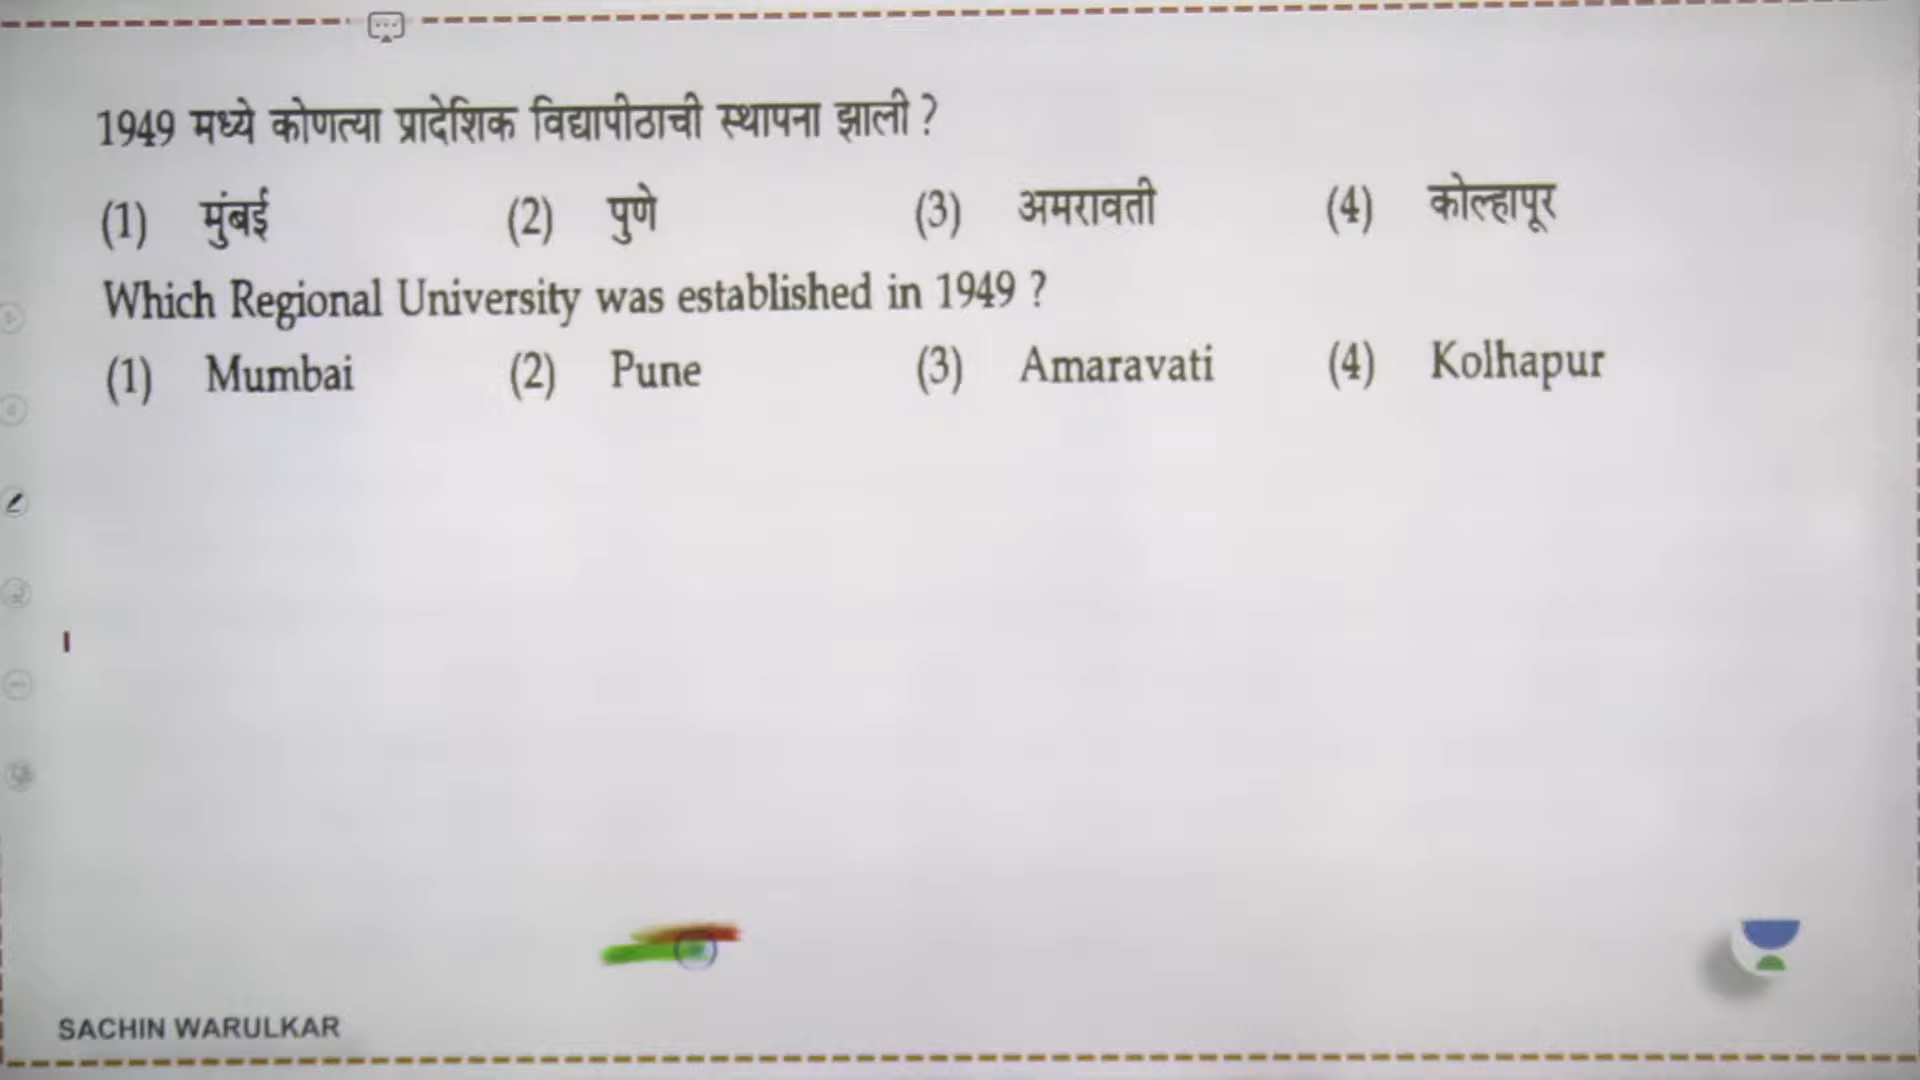 1949 मध्ये कोणत्या प्रादेशिक विद्यापीठाची स्थापना झाली ?
(1) मुंबई (2) पुणे (3) अमरावती (4) कोल्हापूर
Which Regional University was established in 1949 ?
(1) Mumbai (2) Pune (3) Amaravati (4) Kolhapur
SACHIN WARULKAR